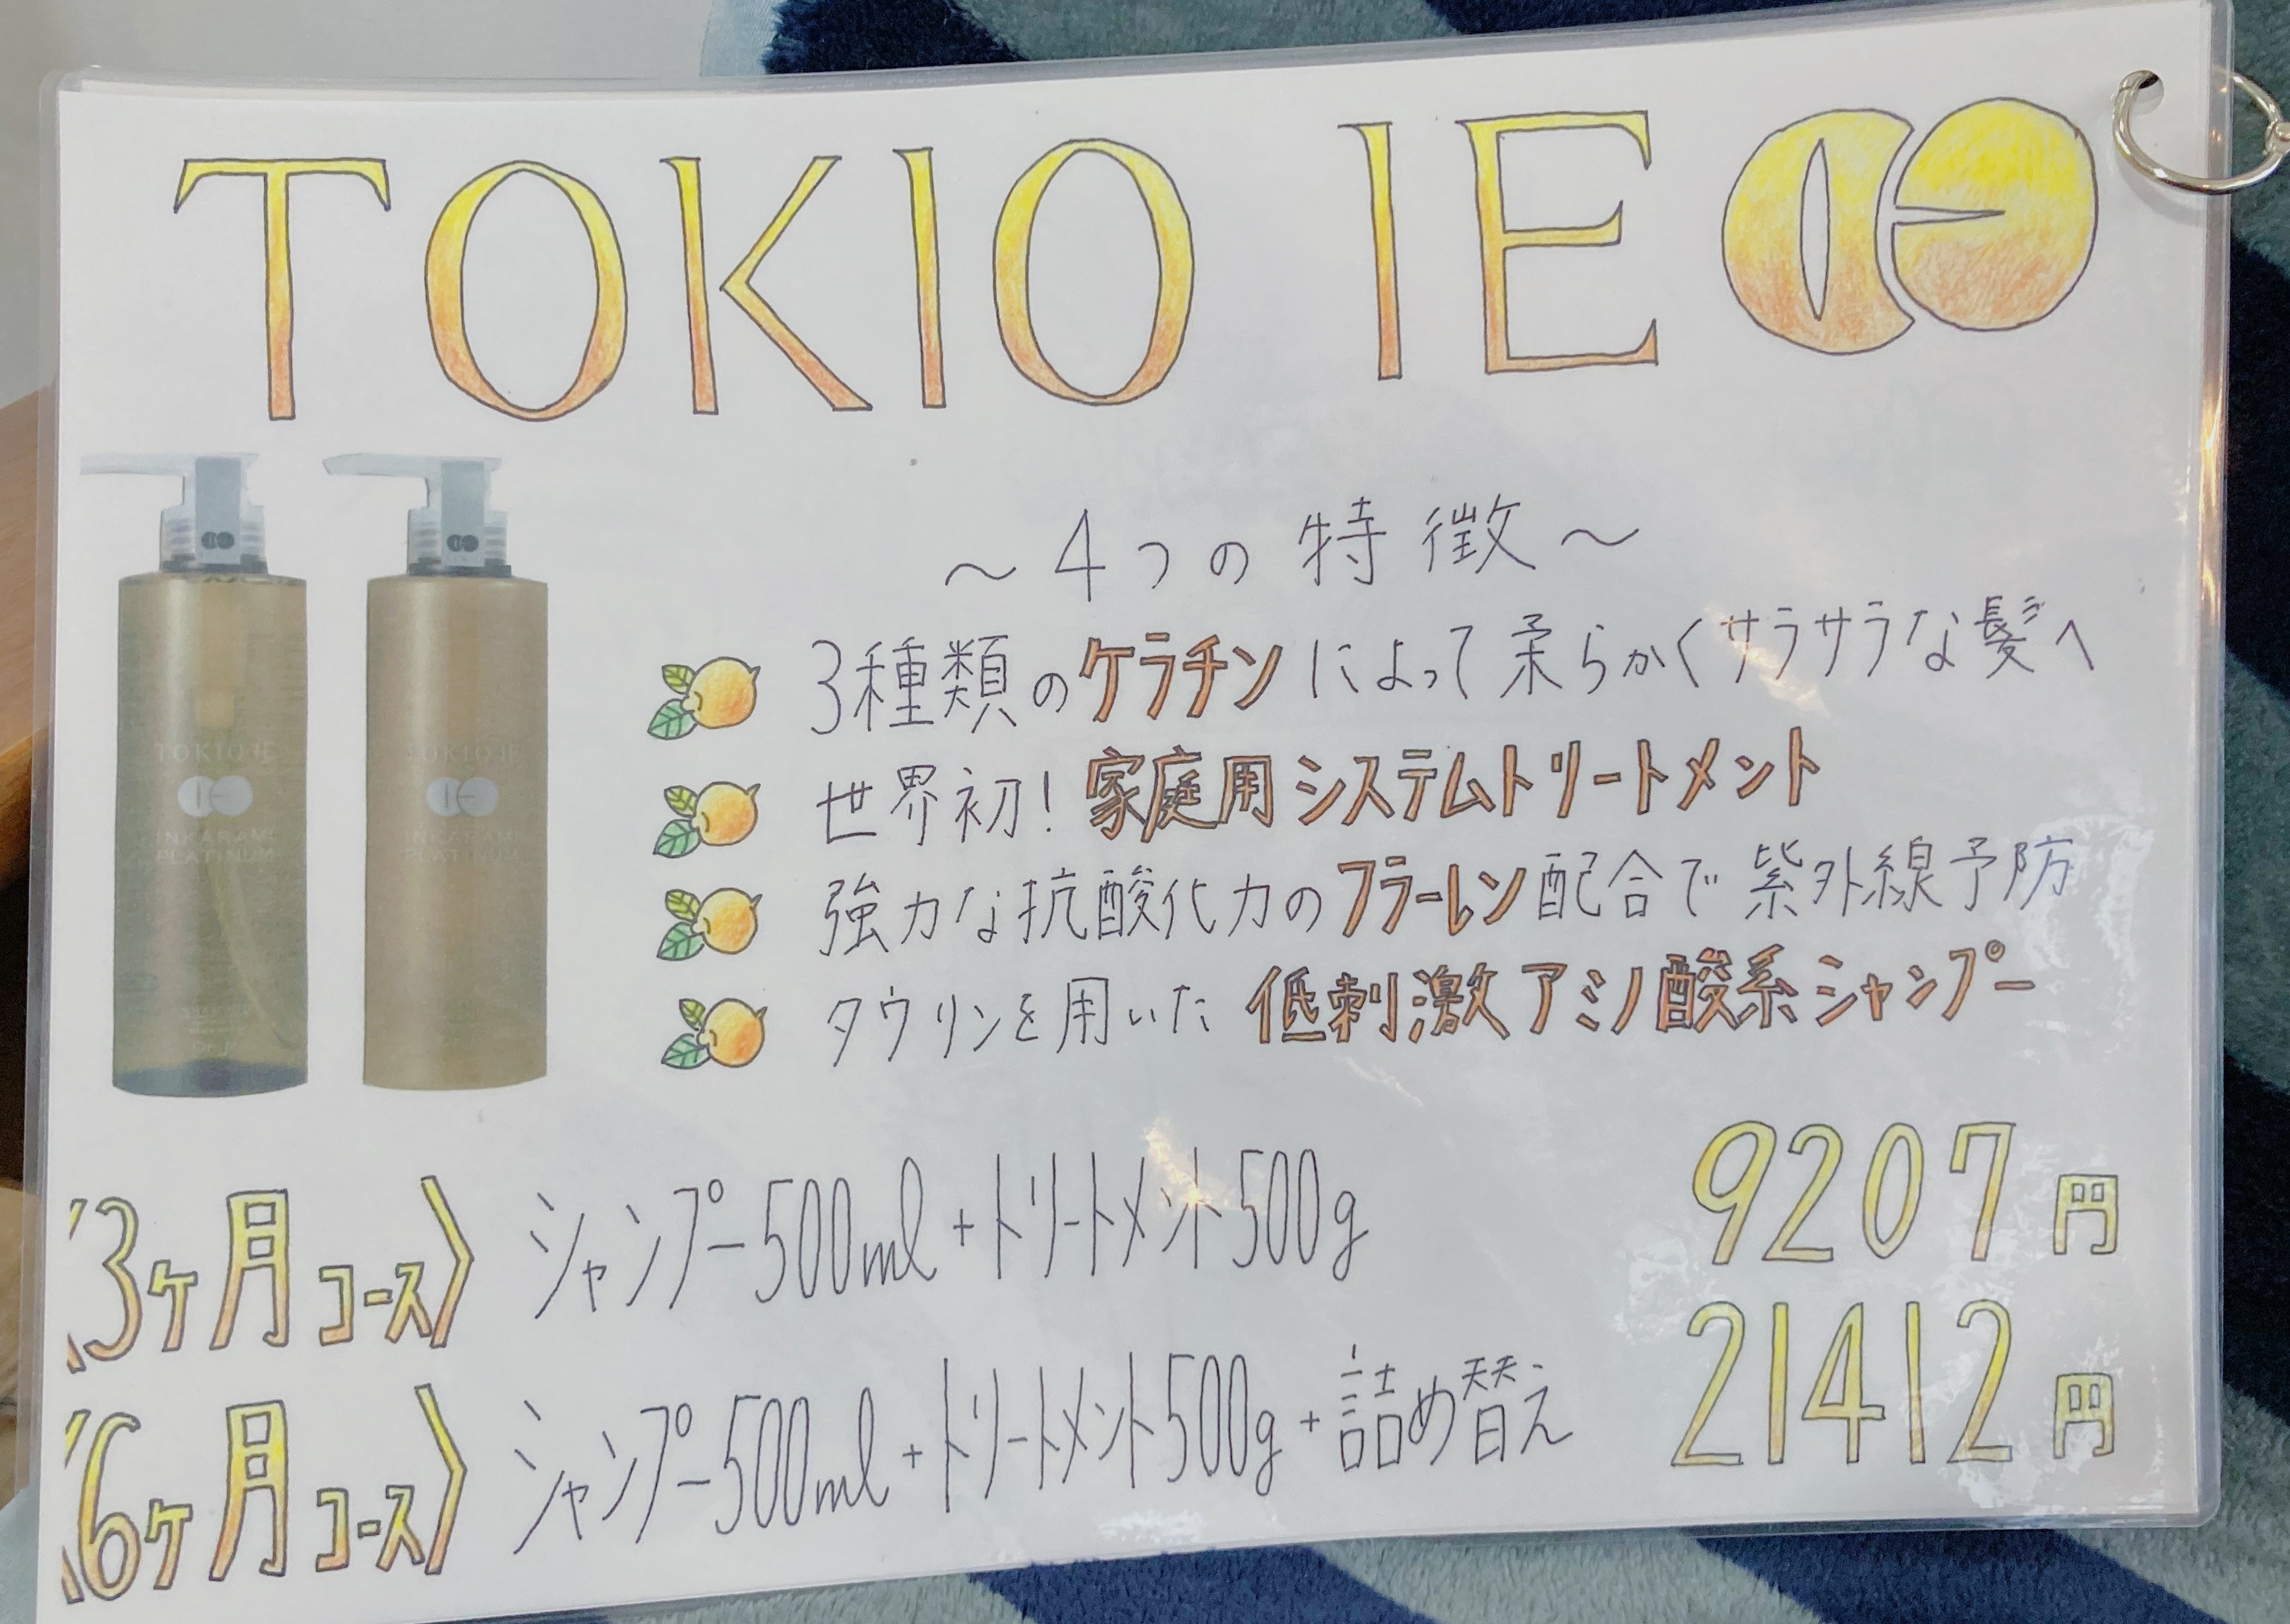 TOKIO IE
〜4つの特徴〜
3種類のケラチンによって柔らかくサラサラな髪へ
世界初!家庭用システムトリートメント
強力な抗酸化力のフラーレン配合で紫外線予防
タウリンを用いた低刺激アミノ酸系シャンプー
TOKIO IE
INKARAMI
PLATINUM
TOKIO IE
INKARAMI
PLATINUM
〈3ヶ月コース〉 シャンプー500ml+トリートメント500g 9207円
〈6ヶ月コース〉 シャンプー500ml+トリートメント500g+詰め替え 21412円